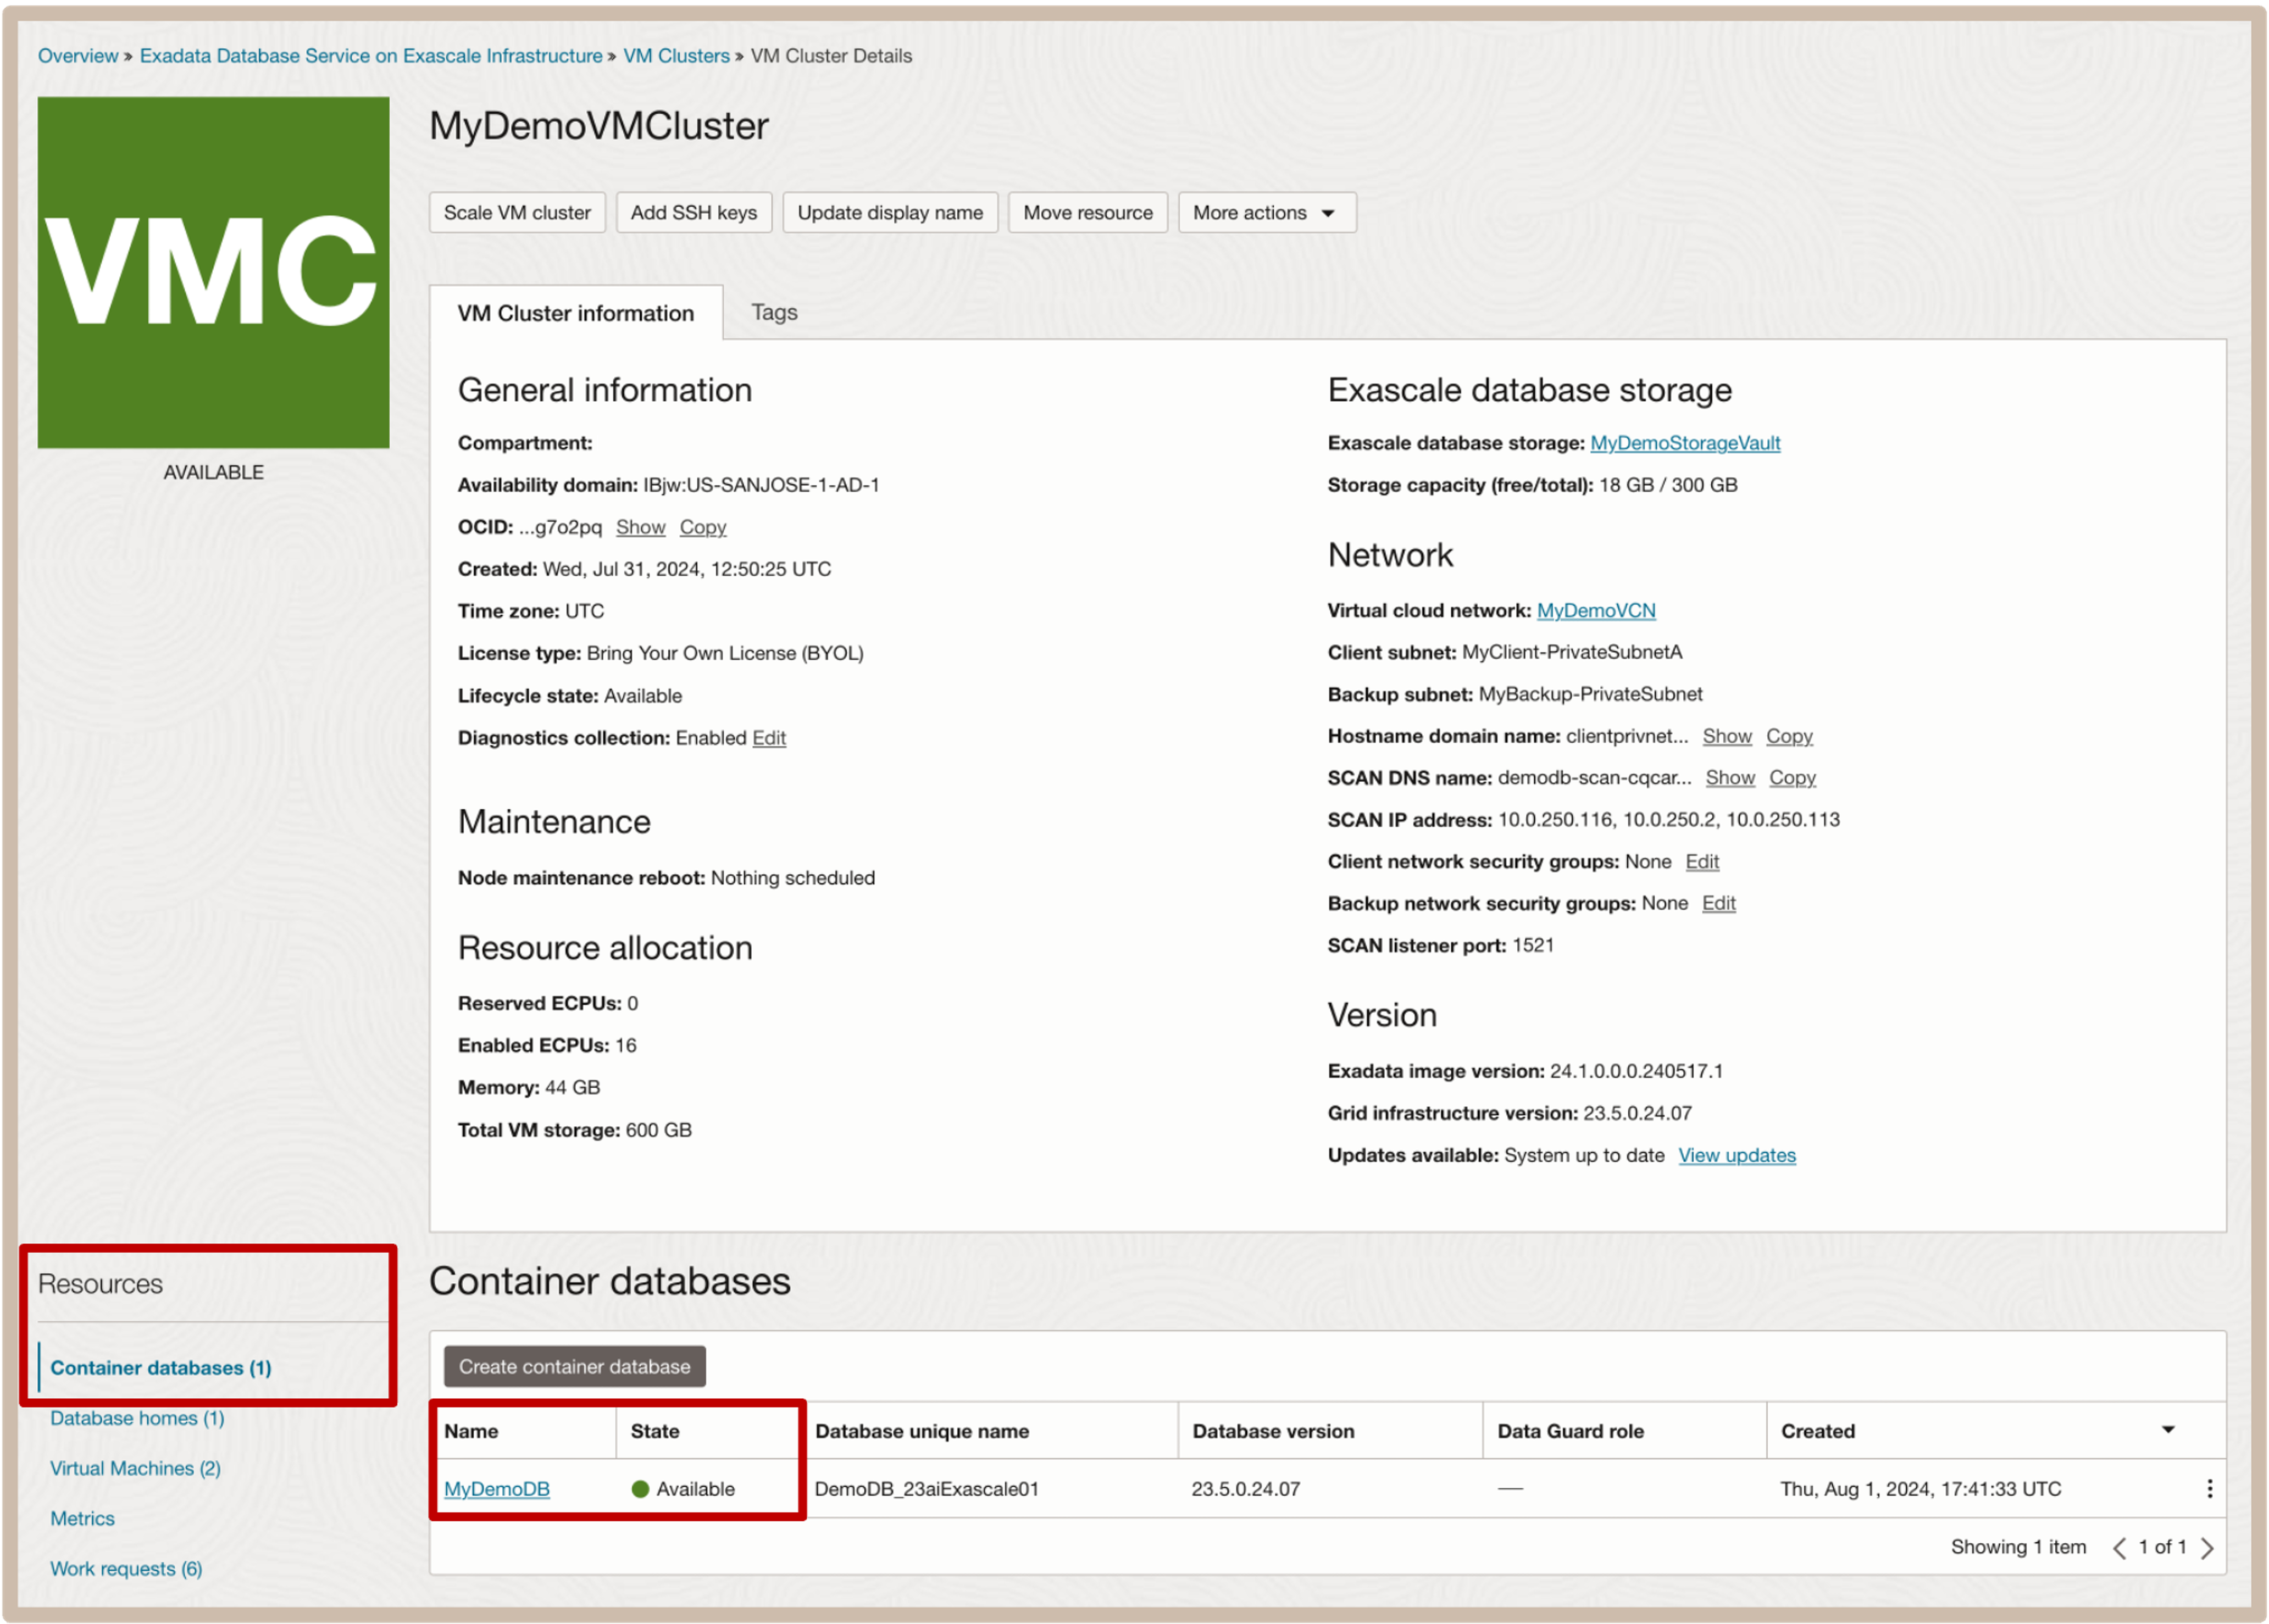 Overview » Exadata Database Service on Exascale Infrastructure » VM Clusters » VM Cluster Details
VMC
AVAILABLE
MyDemoVMCluster
Scale VM cluster
Add SSH keys
Update display name
Move resource
More actions
VM Cluster information
Tags
General information
Compartment:
Availability domain: IBjw:US-SANJOSE-1-AD-1
OCID: ...g7o2pq Show Copy
Created: Wed, Jul 31, 2024, 12:50:25 UTC
Time zone: UTC
License type: Bring Your Own License (BYOL)
Lifecycle state: Available
Diagnostics collection: Enabled Edit
Maintenance
Node maintenance reboot: Nothing scheduled
Resource allocation
Reserved ECPUs: 0
Enabled ECPUs: 16
Memory: 44 GB
Total VM storage: 600 GB
Exascale database storage
Exascale database storage: MyDemoStorageVault
Storage capacity (free/total): 18 GB / 300 GB
Network
Virtual cloud network: MyDemoVCN
Client subnet: MyClient-PrivateSubnetA
Backup subnet: MyBackup-PrivateSubnet
Hostname domain name: clientprivnet... Show Copy
SCAN DNS name: demodb-scan-cqcar... Show Copy
SCAN IP address: 10.0.250.116, 10.0.250.2, 10.0.250.113
Client network security groups: None Edit
Backup network security groups: None Edit
SCAN listener port: 1521
Version
Exadata image version: 24.1.0.0.0.240517.1
Grid infrastructure version: 23.5.0.24.07
Updates available: System up to date View updates
Resources
Container databases (1)
Database homes (1)
Virtual Machines (2)
Metrics
Work requests (6)
Container databases
Create container database
Name State Database unique name Database version Data Guard role Created
MyDemoDB Available DemoDB_23aiExascale01 23.5.0.24.07 — Thu, Aug 1, 2024, 17:41:33 UTC
Showing 1 item < 1 of 1 >